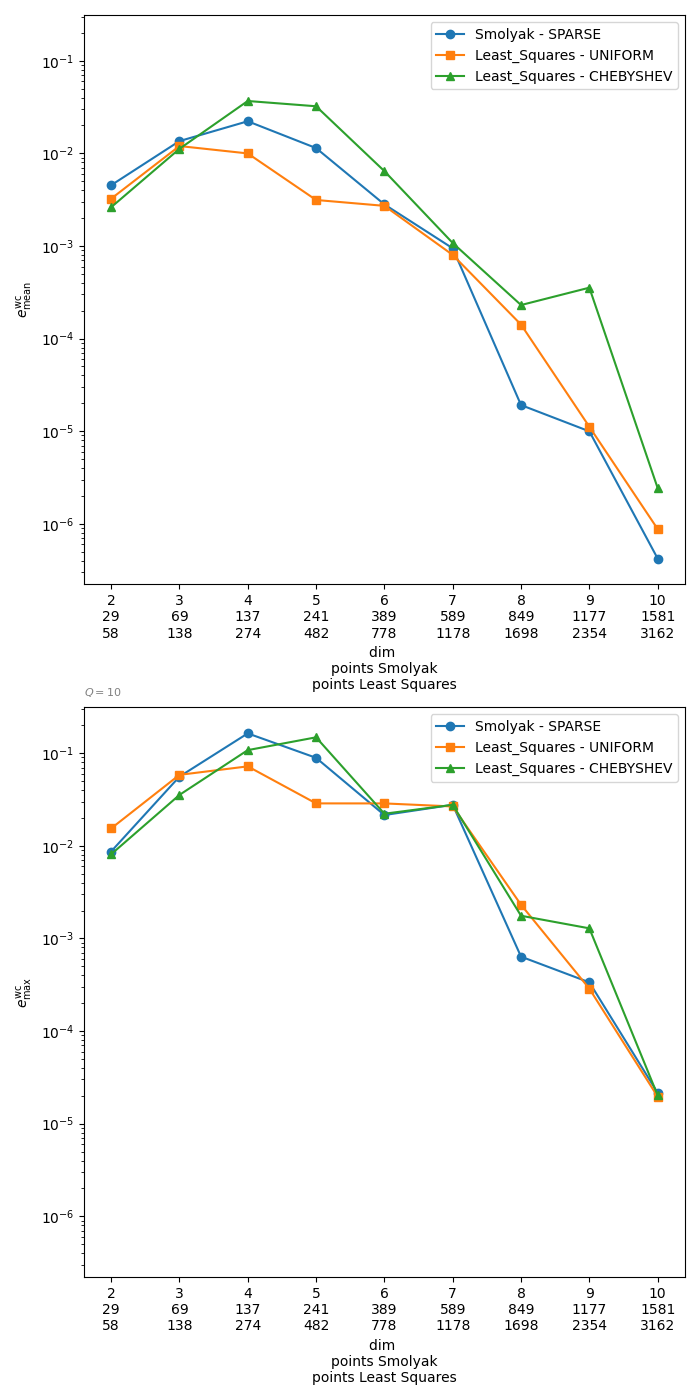 Smolyak - SPARSE
Least_Squares - UNIFORM
Least_Squares - CHEBYSHEV
10⁻¹
10⁻²
10⁻³
10⁻⁴
10⁻⁵
10⁻⁶
e^wc_mean
2 3 4 5 6 7 8 9 10
29 69 137 241 389 589 849 1177 1581
58 138 274 482 778 1178 1698 2354 3162
dim
points Smolyak
points Least Squares
Q = 10
Smolyak - SPARSE
Least_Squares - UNIFORM
Least_Squares - CHEBYSHEV
10⁻¹
10⁻²
10⁻³
10⁻⁴
10⁻⁵
10⁻⁶
e^wc_max
2 3 4 5 6 7 8 9 10
29 69 137 241 389 589 849 1177 1581
58 138 274 482 778 1178 1698 2354 3162
dim
points Smolyak
points Least Squares